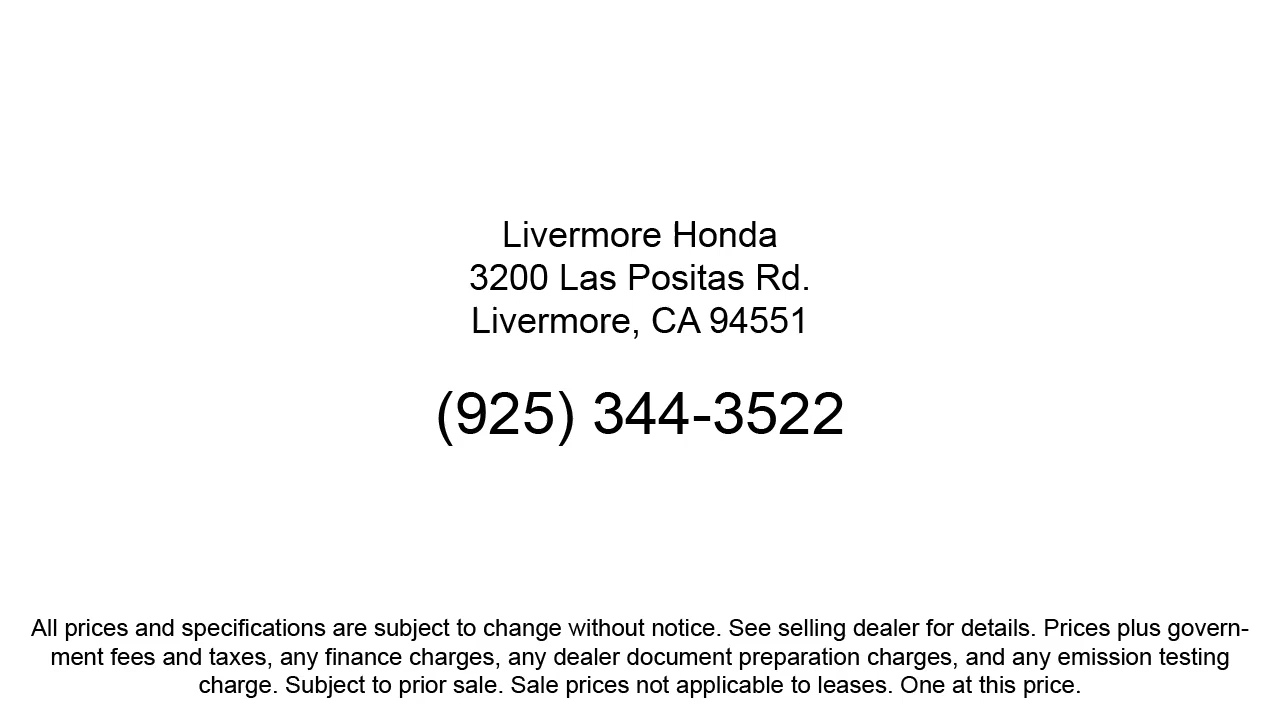 Livermore Honda
3200 Las Positas Rd.
Livermore, CA 94551
(925) 344-3522
All prices and specifications are subject to change without notice. See selling dealer for details. Prices plus govern-
ment fees and taxes, any finance charges, any dealer document preparation charges, and any emission testing
charge. Subject to prior sale. Sale prices not applicable to leases. One at this price.